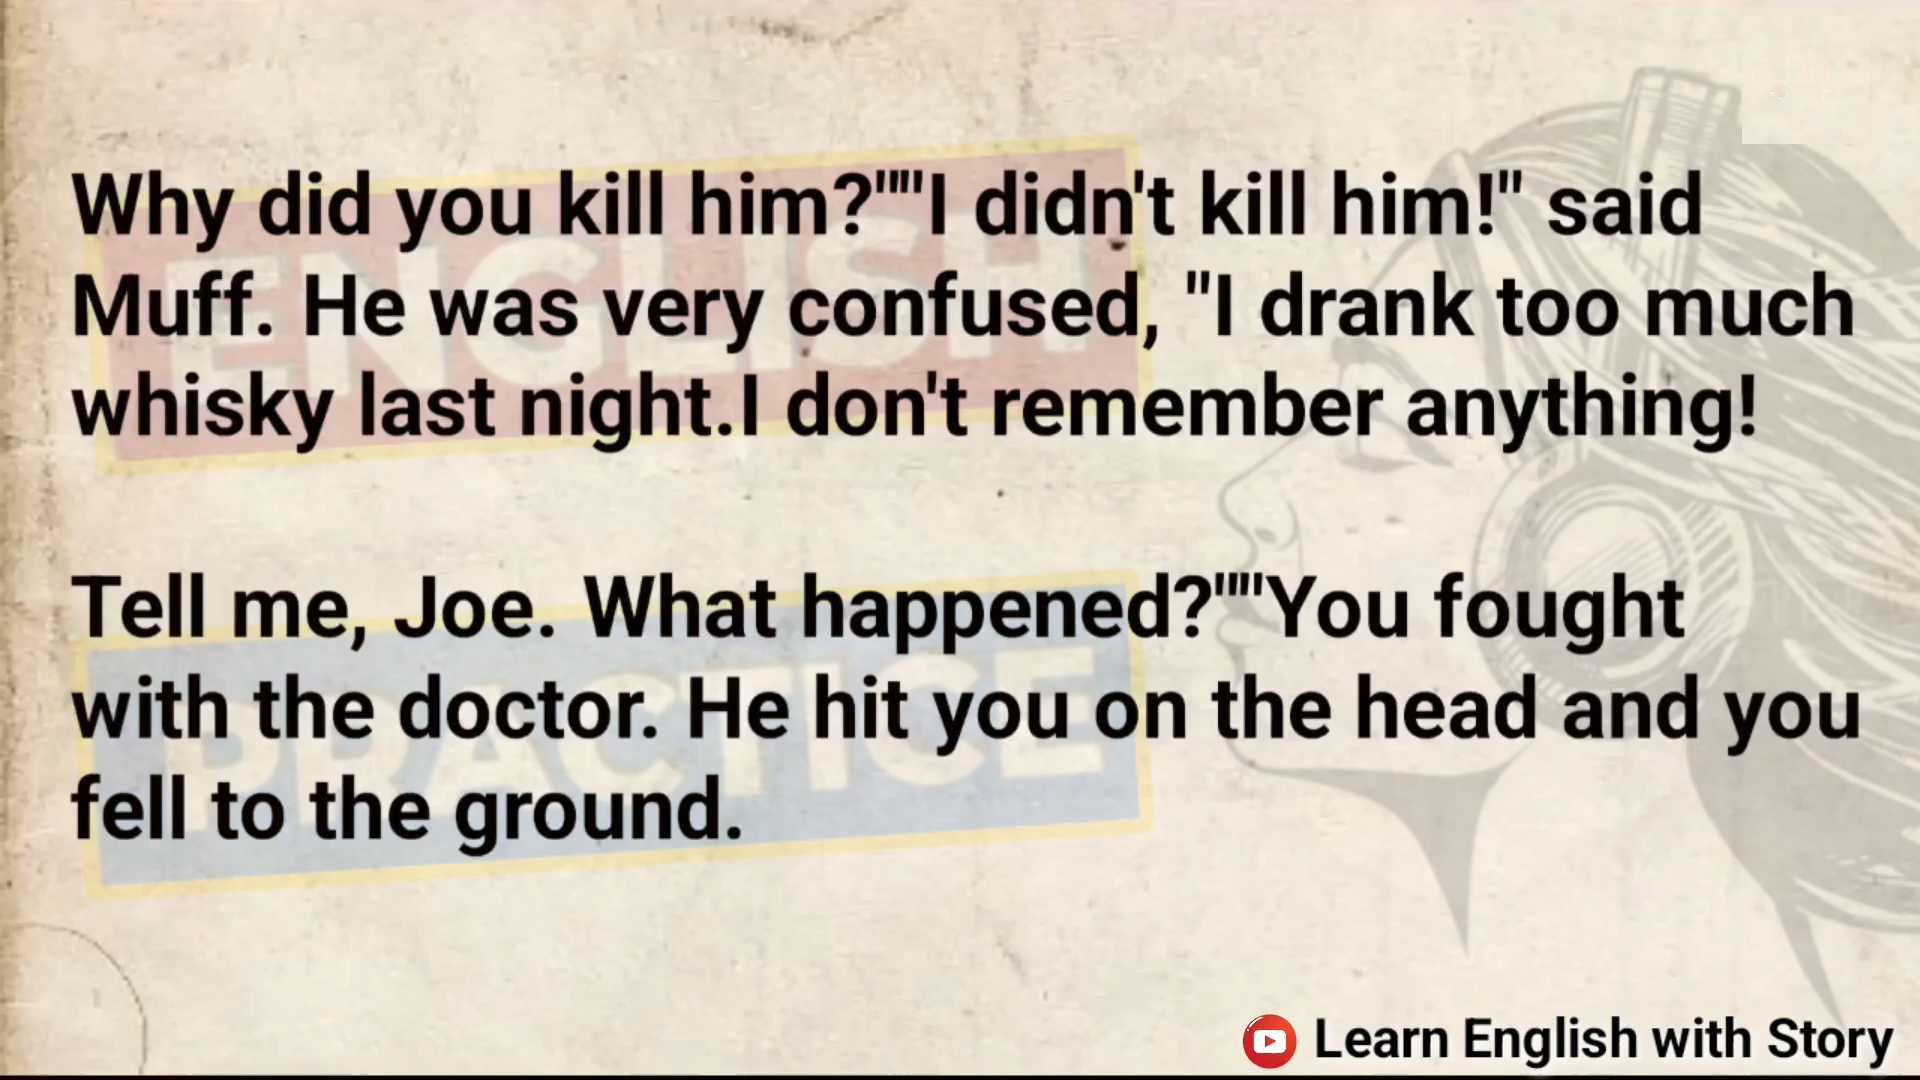 Why did you kill him?""I didn't kill him!" said
Muff. He was very confused, "I drank too much
whisky last night.I don't remember anything!
Tell me, Joe. What happened?""You fought
with the doctor. He hit you on the head and you
fell to the ground.
ENGLISH
PRACTICE
Learn English with Story